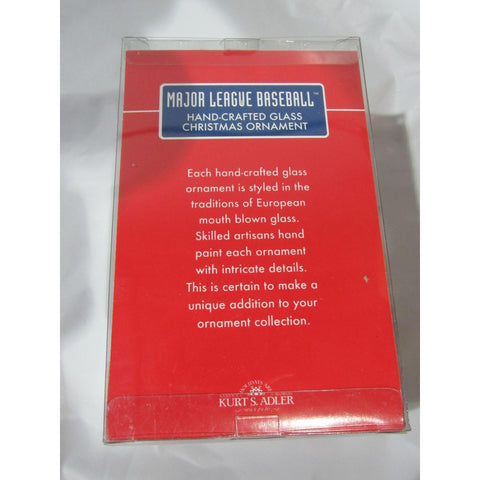 MAJOR LEAGUE BASEBALL™
HAND-CRAFTED GLASS
CHRISTMAS ORNAMENT
Each hand-crafted glass
ornament is styled in the
traditions of European
mouth blown glass.
Skilled artisans hand
paint each ornament
with intricate details.
This is certain to make a
unique addition to your
ornament collection.
HOLIDAYS ARE
KURT S. ADLER